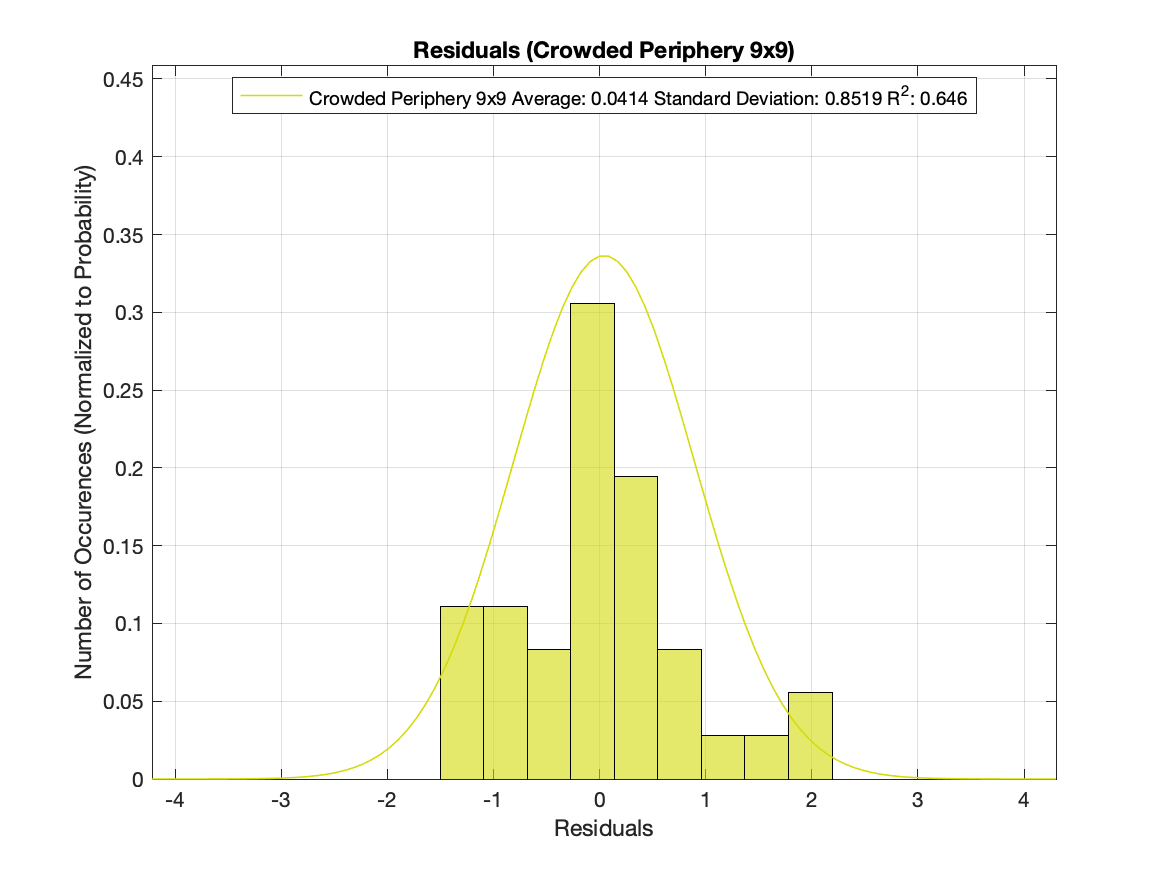 Residuals (Crowded Periphery 9x9)
Crowded Periphery 9x9 Average: 0.0414 Standard Deviation: 0.8519 R²: 0.646
0.45
0.4
0.35
0.3
0.25
0.2
0.15
0.1
0.05
0
Number of Occurences (Normalized to Probability)
-4 -3 -2 -1 0 1 2 3 4
Residuals